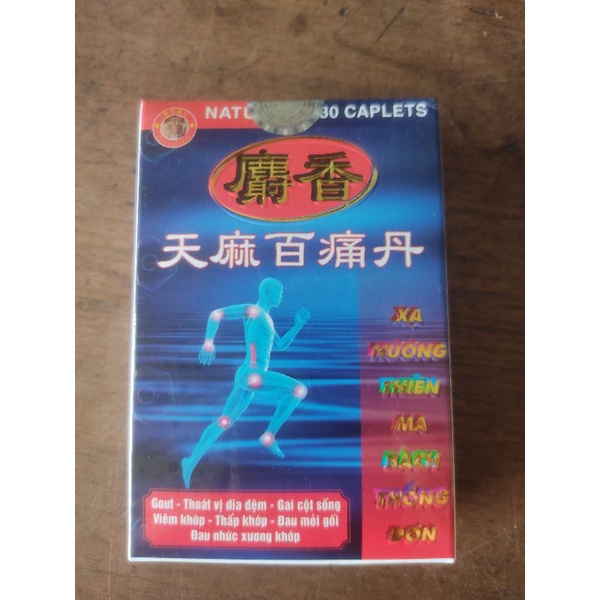 30 CAPLETS
麝香
天麻百痛丹
XẠ
HƯƠNG
THIÊN
MA
BÁCH
THỐNG
ĐƠN
Gout - Thoát vị đĩa đệm - Gai cột sống
Viêm khớp - Thấp khớp - Đau mỏi gối
Đau nhức xương khớp